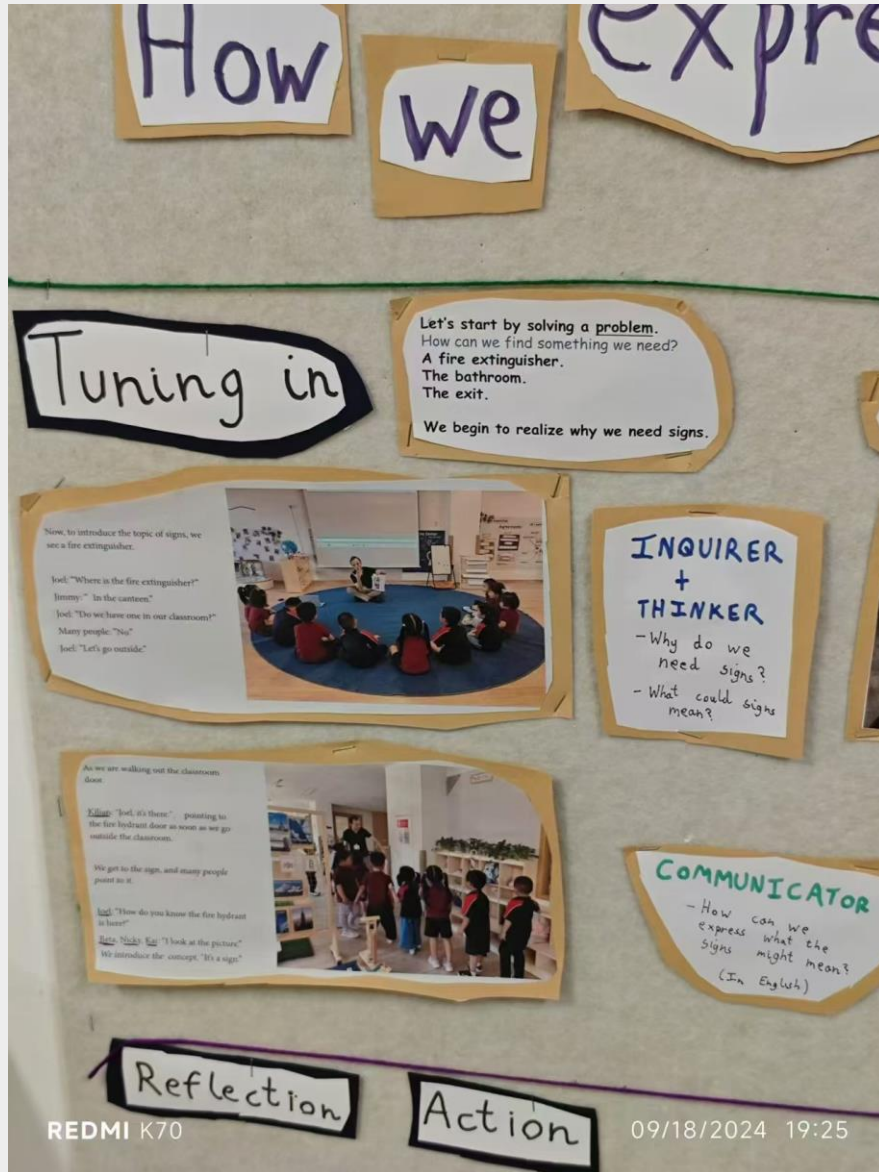 How
we
expre
Tuning in
Let's start by solving a problem.
How can we find something we need?
A fire extinguisher.
The bathroom.
The exit.
We begin to realize why we need signs.
Now, to introduce the topic of signs, we
see a fire extinguisher.
Joel: "Where is the fire extinguisher?"
Jimmy: " In the canteen."
Joel: "Do we have one in our classroom?"
Many people: "No."
Joel: "Let's go outside."
INQUIRER
+
THINKER
- Why do we
need signs?
- What could signs
mean?
As we are walking out the classroom
door.
Kilian: "Joel, it's there.", pointing to
the fire hydrant door as soon as we go
outside the classroom.
We get to the sign, and many people
point to it.
Joel: "How do you know the fire hydrant
is here?"
Nicky, Kai: "I look at the picture."
We introduce the concept. "It's a sign."
COMMUNICATOR
- How can we
express what the
signs might mean?
(In English)
Reflection
Action
REDMI K70
09/18/2024 19:25